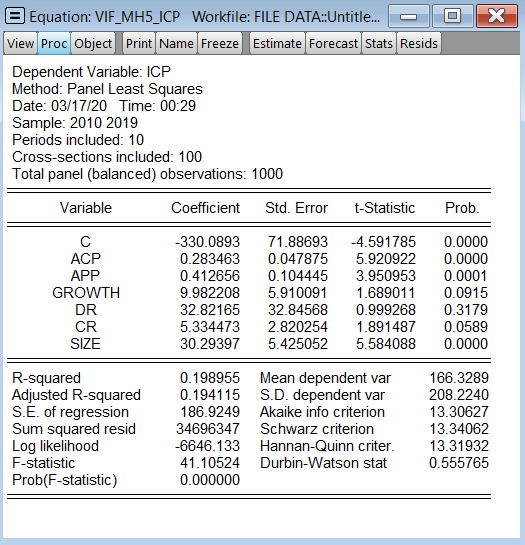 Equation: VIF_MH5_ICP Workfile: FILE DATA::Untitle...
View Proc Object Print Name Freeze Estimate Forecast Stats Resids
Dependent Variable: ICP
Method: Panel Least Squares
Date: 03/17/20 Time: 00:29
Sample: 2010 2019
Periods included: 10
Cross-sections included: 100
Total panel (balanced) observations: 1000
Variable Coefficient Std. Error t-Statistic Prob.
C -330.0893 71.88693 -4.591785 0.0000
ACP 0.283463 0.047875 5.920922 0.0000
APP 0.412656 0.104445 3.950953 0.0001
GROWTH 9.982208 5.910091 1.689011 0.0915
DR 32.82165 32.84568 0.999268 0.3179
CR 5.334473 2.820254 1.891487 0.0589
SIZE 30.29397 5.425052 5.584088 0.0000
R-squared 0.198955 Mean dependent var 166.3289
Adjusted R-squared 0.194115 S.D. dependent var 208.2240
S.E. of regression 186.9249 Akaike info criterion 13.30627
Sum squared resid 34696347 Schwarz criterion 13.34062
Log likelihood -6646.133 Hannan-Quinn criter. 13.31932
F-statistic 41.10524 Durbin-Watson stat 0.555765
Prob(F-statistic) 0.000000